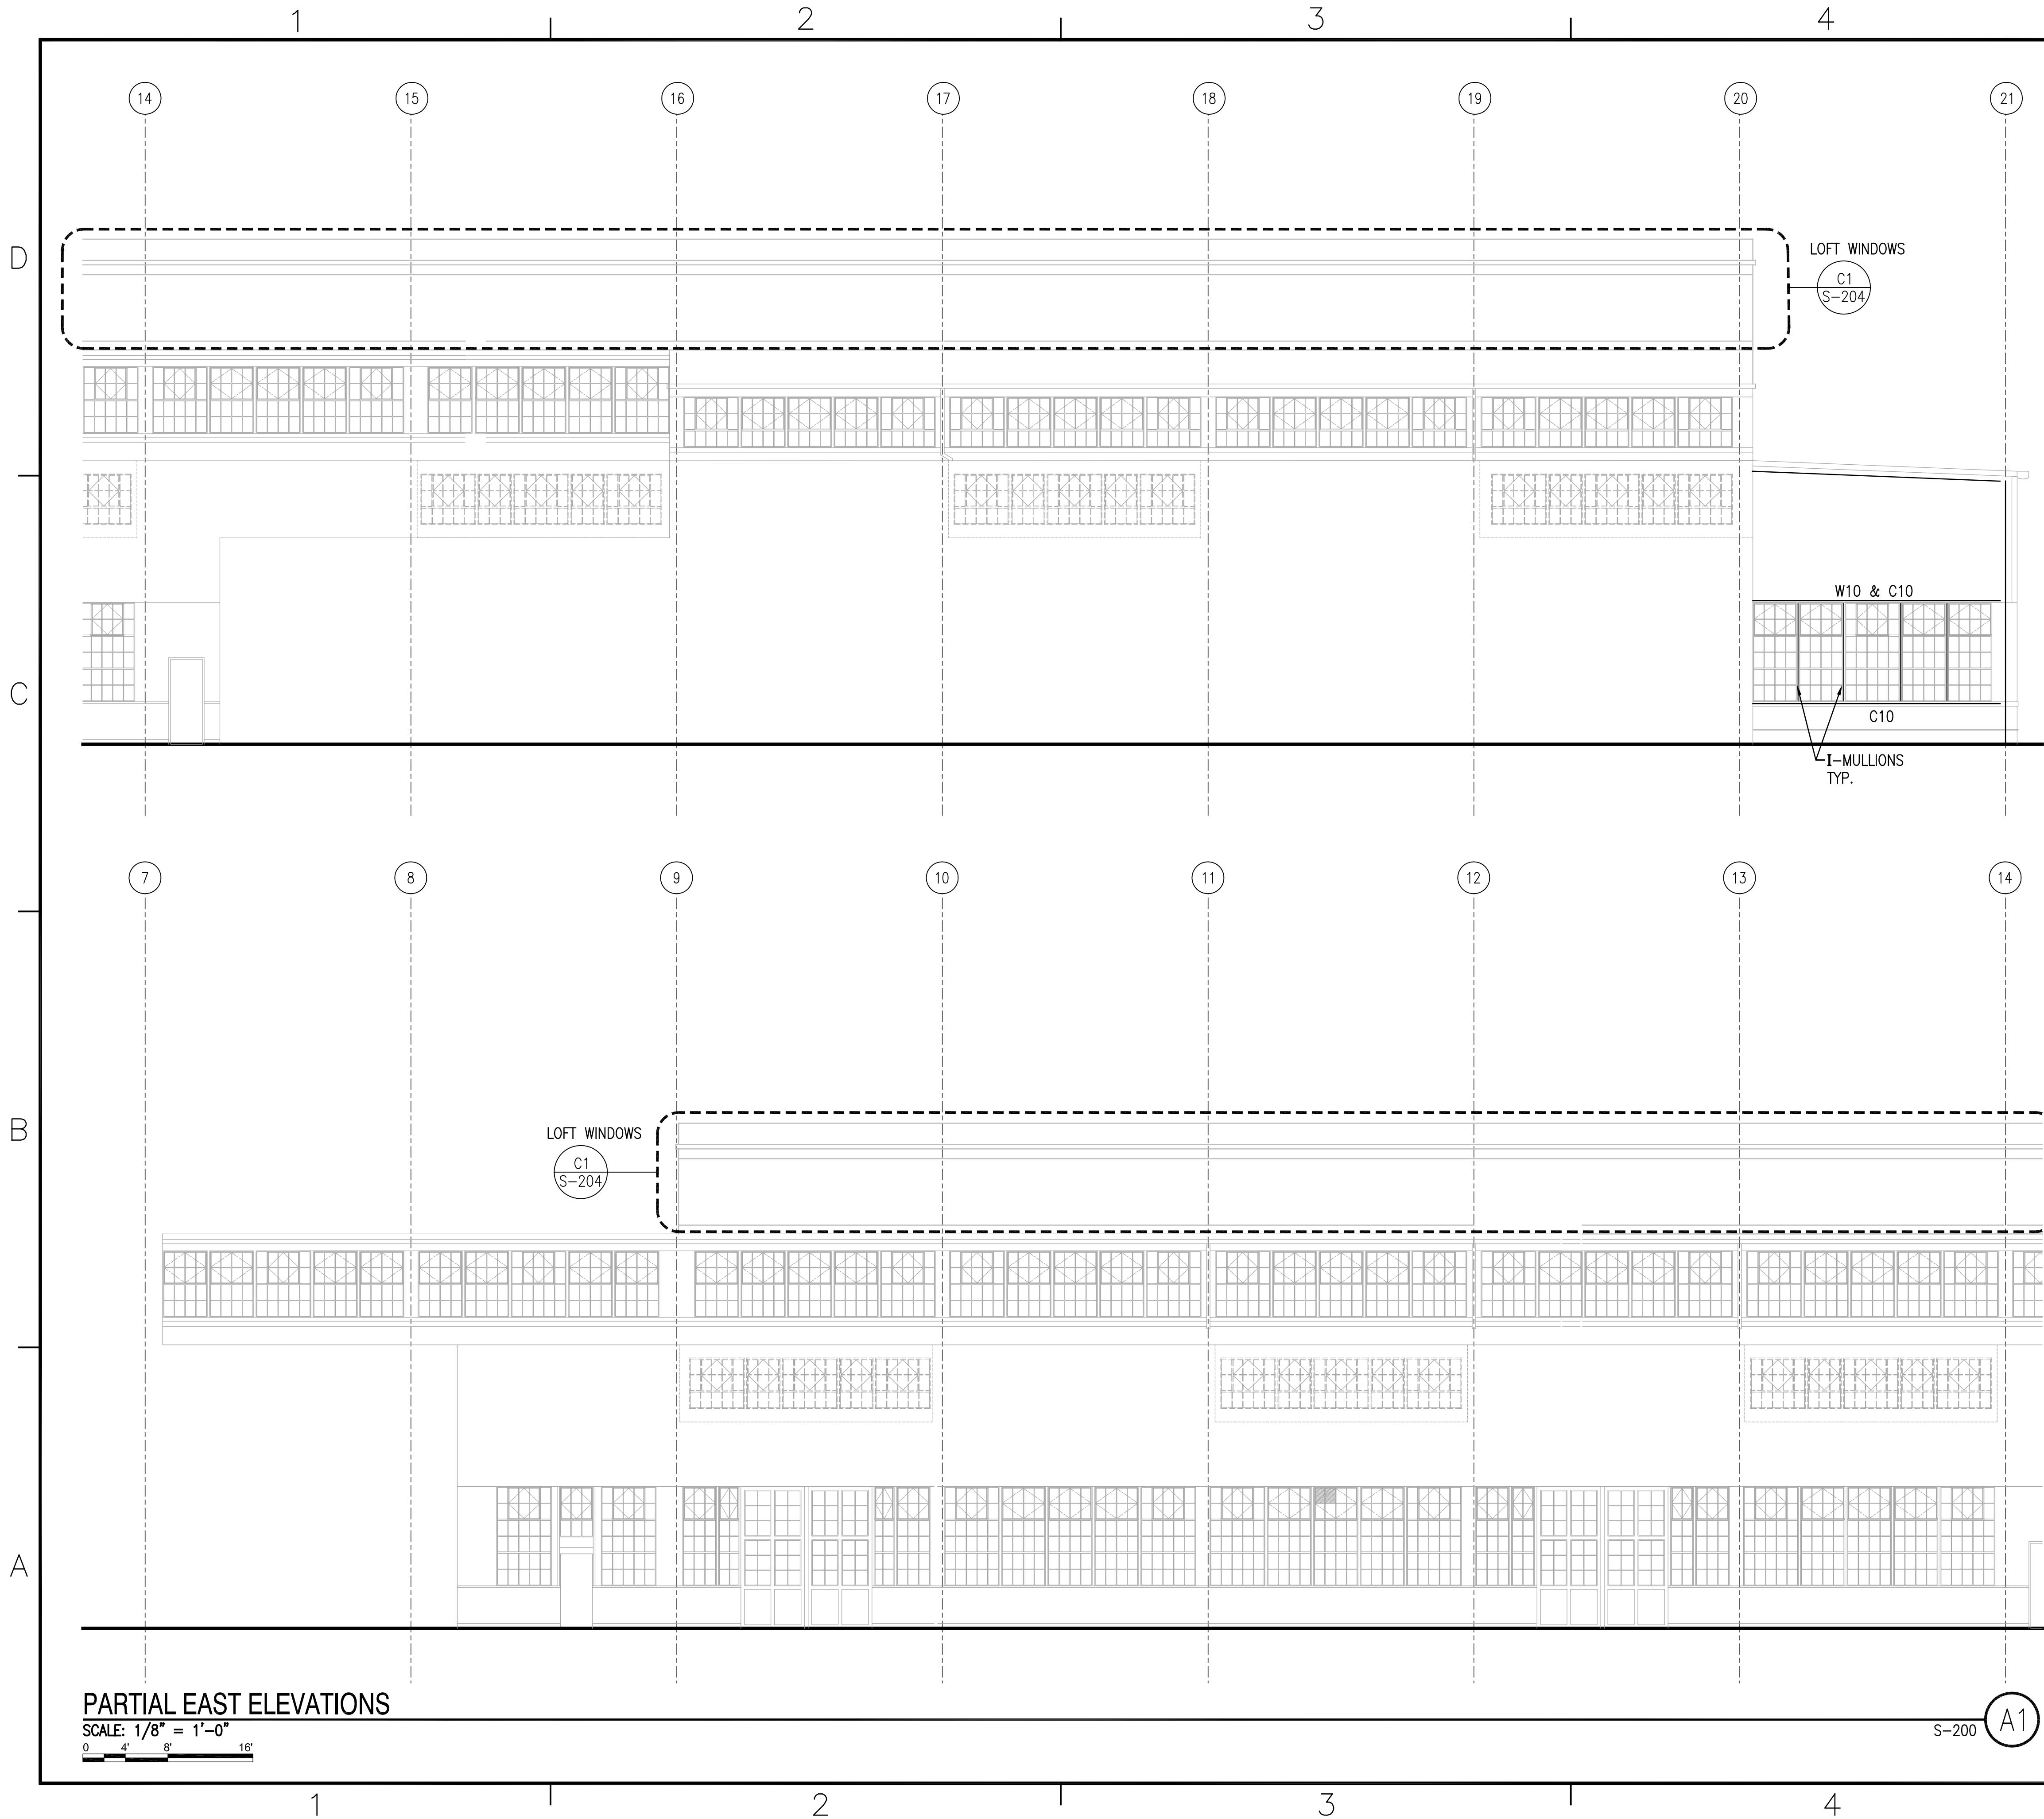 1 2 3 4
14 15 16 17 18 19 20 21
D
LOFT WINDOWS
C1
S-204
W10 & C10
C
C10
I-MULLIONS
TYP.
7 8 9 10 11 12 13 14
B
LOFT WINDOWS
C1
S-204
A
PARTIAL EAST ELEVATIONS
SCALE: 1/8" = 1'-0"
0 4' 8' 16'
S-200 A1
1 2 3 4